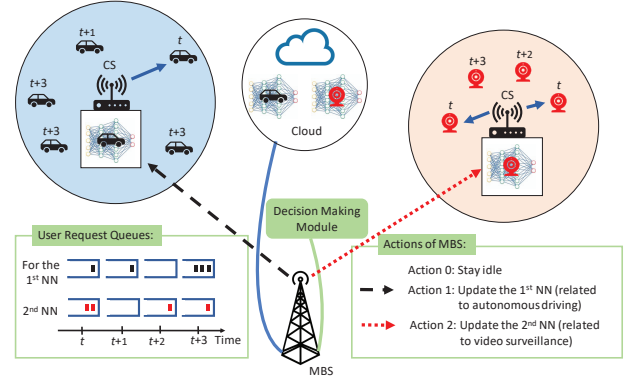 t+1
t
CS
t+3
t+3
t+3
Cloud
t+2
t+3
CS
t
t
Decision Making
Module
User Request Queues:
For the
1st NN
2nd NN
t
t+1
t+2
t+3
Time
MBS
Actions of MBS:
Action 0: Stay idle
Action 1: Update the 1st NN (related
to autonomous driving)
Action 2: Update the 2nd NN (related
to video surveillance)